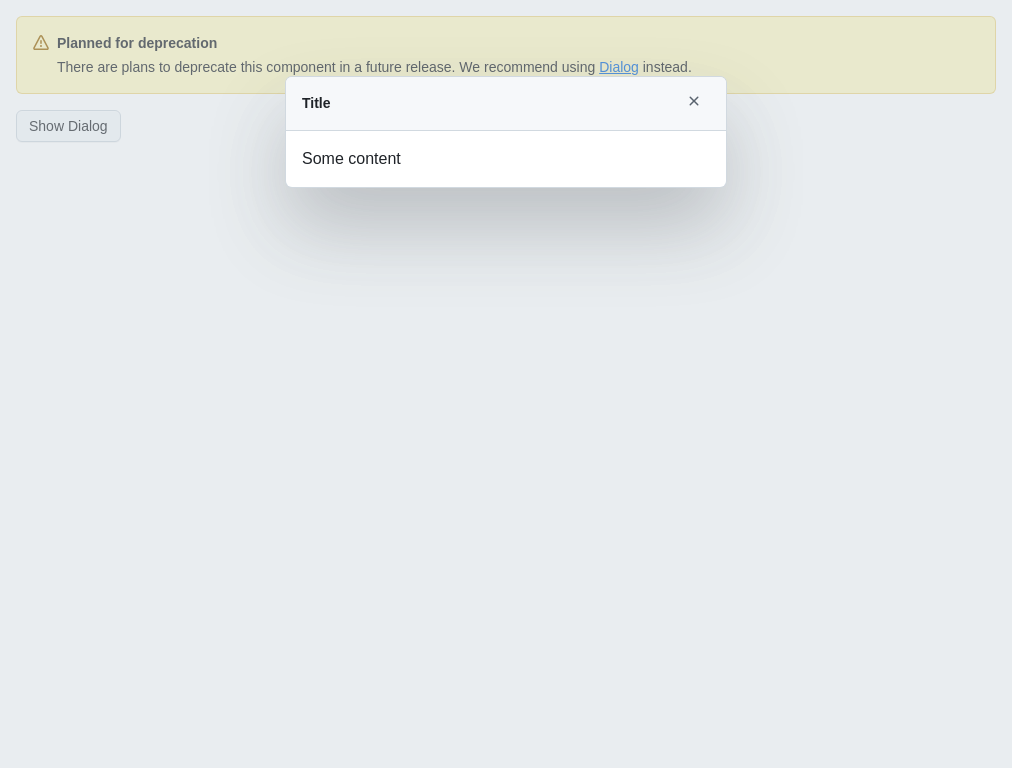 Planned for deprecation
There are plans to deprecate this component in a future release. We recommend using Dialog instead.
Title
Show Dialog
Some content